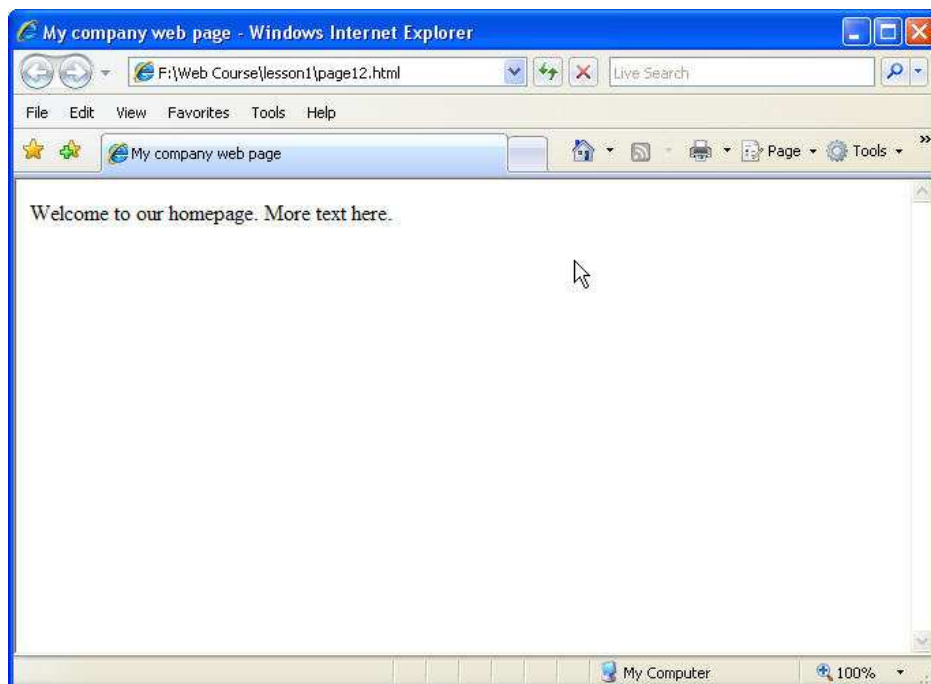 My company web page - Windows Internet Explorer
F:\Web Course\lesson1\page12.html Live Search
File Edit View Favorites Tools Help
My company web page Page Tools »
Welcome to our homepage. More text here.
My Computer 100%